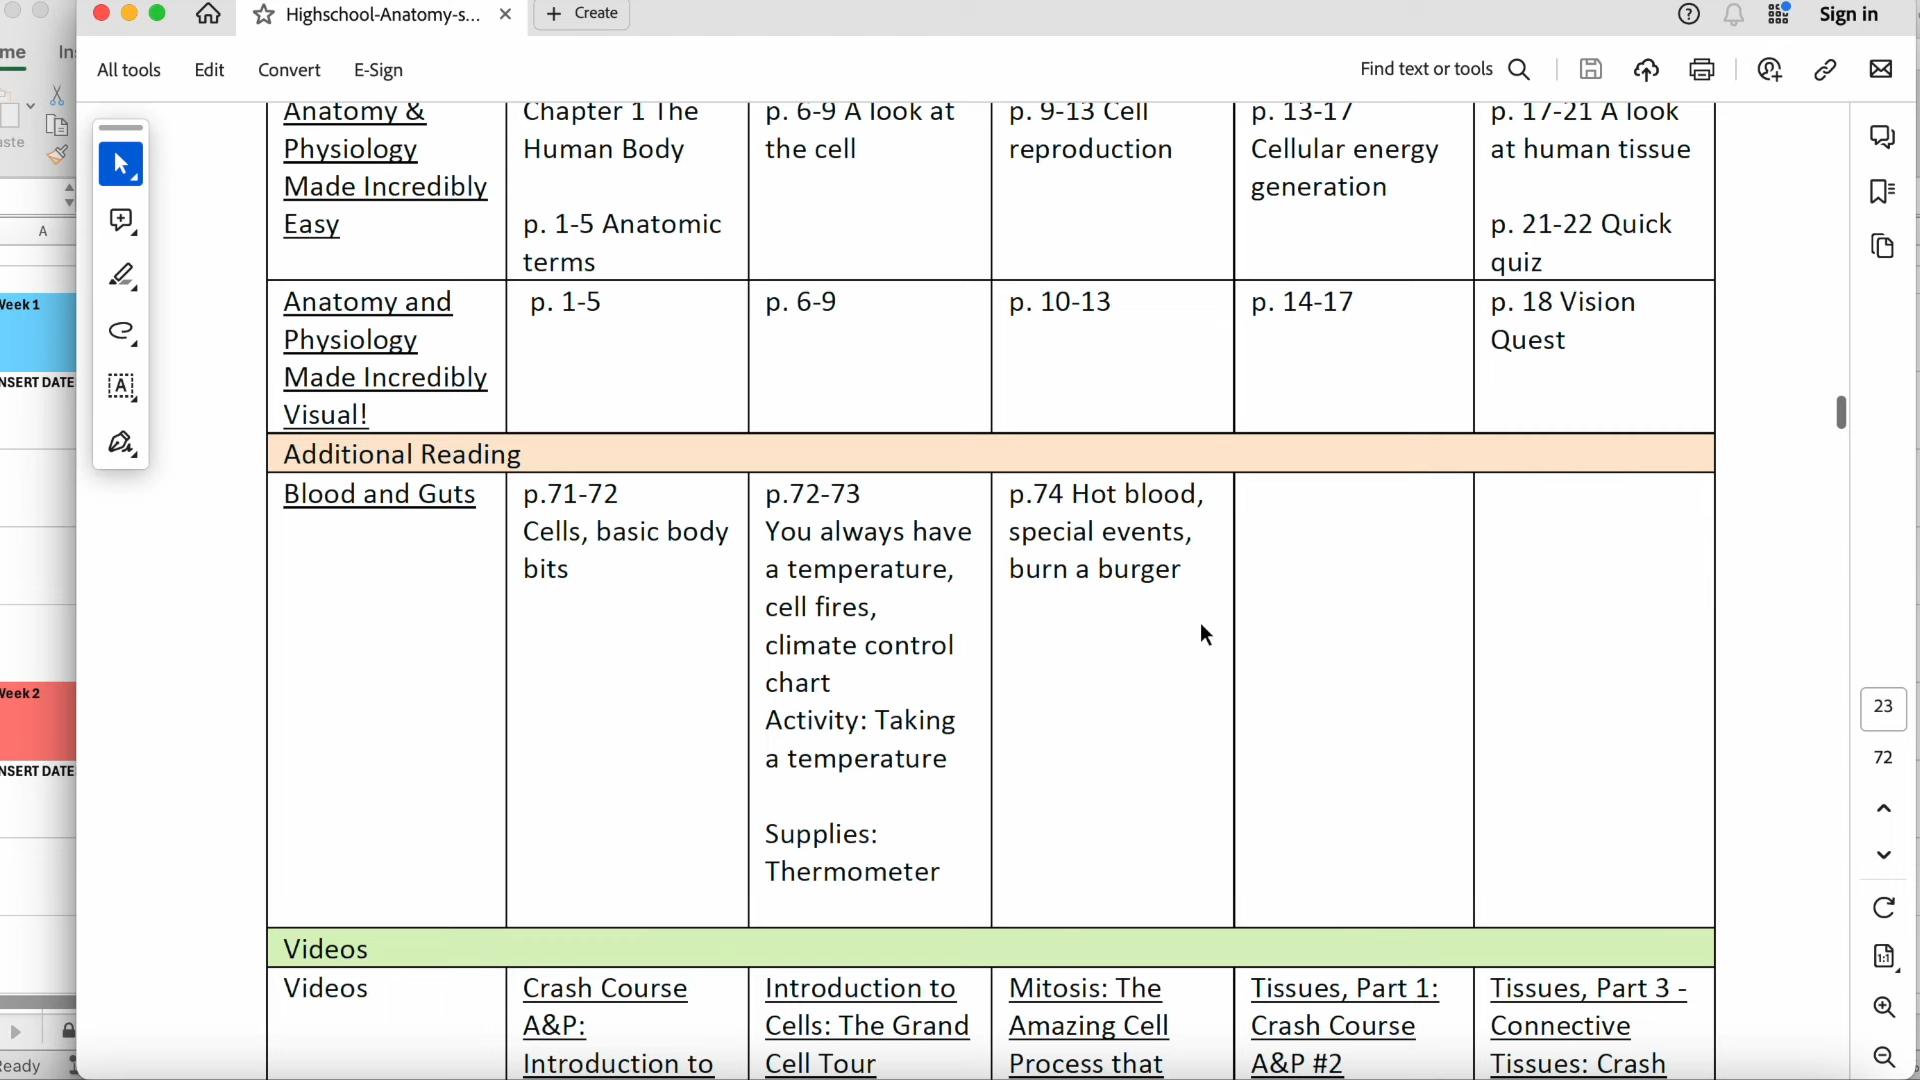 Highschool-Anatomy-s...
Create
Sign in
All tools
Edit
Convert
E-Sign
Find text or tools
A
Week 1
INSERT DATE
Week 2
INSERT DATE
Anatomy &
Physiology
Made Incredibly
Easy
Chapter 1 The
Human Body
p. 1-5 Anatomic
terms
p. 6-9 A look at
the cell
p. 9-13 Cell
reproduction
p. 13-17
Cellular energy
generation
p. 17-21 A look
at human tissue
p. 21-22 Quick
quiz
Anatomy and
Physiology
Made Incredibly
Visual!
p. 1-5
p. 6-9
p. 10-13
p. 14-17
p. 18 Vision
Quest
Additional Reading
Blood and Guts
p.71-72
Cells, basic body
bits
p.72-73
You always have
a temperature,
cell fires,
climate control
chart
Activity: Taking
a temperature
Supplies:
Thermometer
p.74 Hot blood,
special events,
burn a burger
Videos
Videos
Crash Course
A&P:
Introduction to
Introduction to
Cells: The Grand
Cell Tour
Mitosis: The
Amazing Cell
Process that
Tissues, Part 1:
Crash Course
A&P #2
Tissues, Part 3 -
Connective
Tissues: Crash
23
72